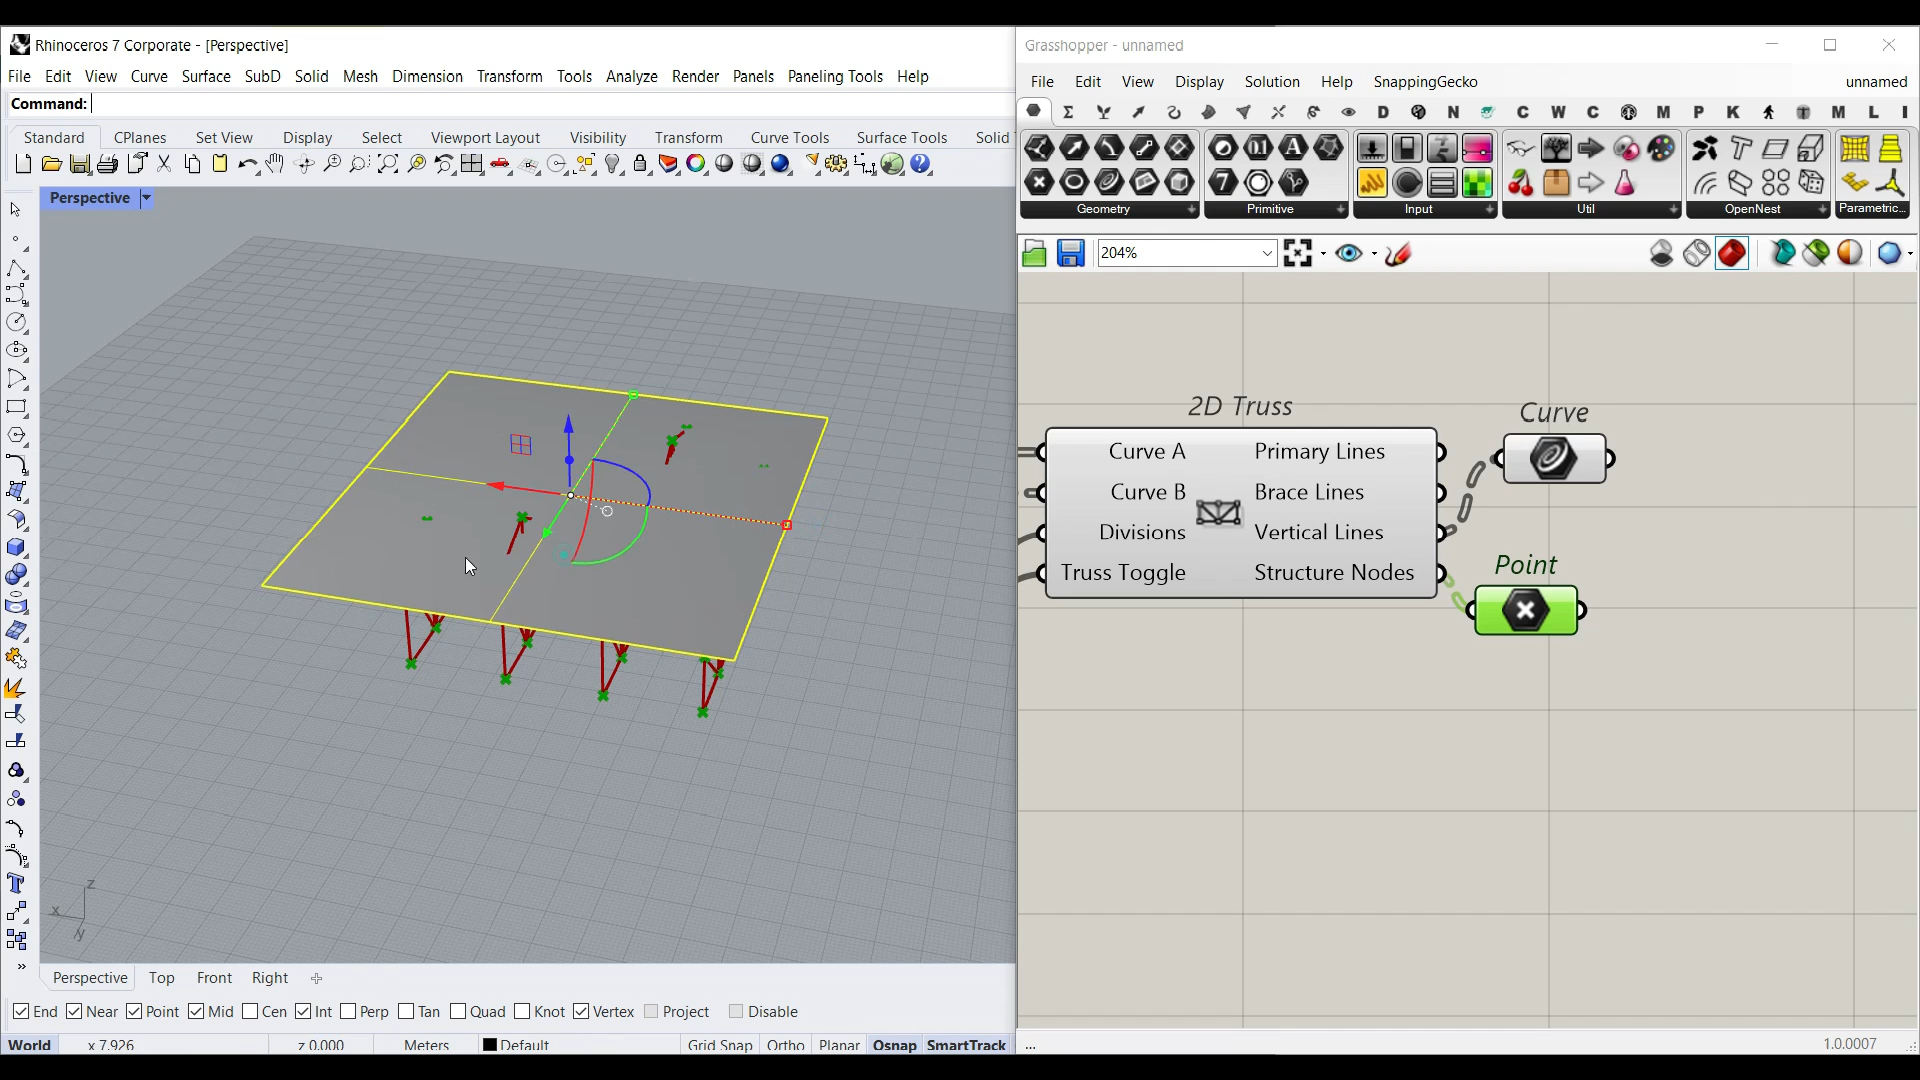 Rhinoceros 7 Corporate - [Perspective]
File Edit View Curve Surface SubD Solid Mesh Dimension Transform Tools Analyze Render Panels Paneling Tools Help
Command:
Standard CPlanes Set View Display Select Viewport Layout Visibility Transform Curve Tools Surface Tools Solid
Perspective
z
x
y
Perspective Top Front Right
End Near Point Mid Cen Int Perp Tan Quad Knot Vertex Project Disable
World x 7.926 z 0.000 Meters Default Grid Snap Ortho Planar Osnap SmartTrack
Grasshopper - unnamed
File Edit View Display Solution Help SnappingGecko unnamed
D N C W C M P K M L I
Geometry Primitive Input Util OpenNest Parametric...
204%
2D Truss
Curve A Primary Lines
Curve B Brace Lines
Divisions Vertical Lines
Truss Toggle Structure Nodes
Curve
Point
... 1.0.0007